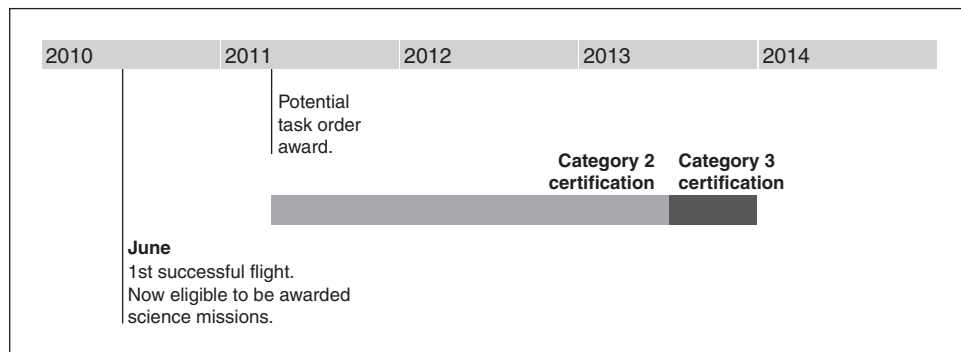 2010 2011 2012 2013 2014
Potential
task order
award.
Category 2
certification
Category 3
certification
June
1st successful flight.
Now eligible to be awarded
science missions.